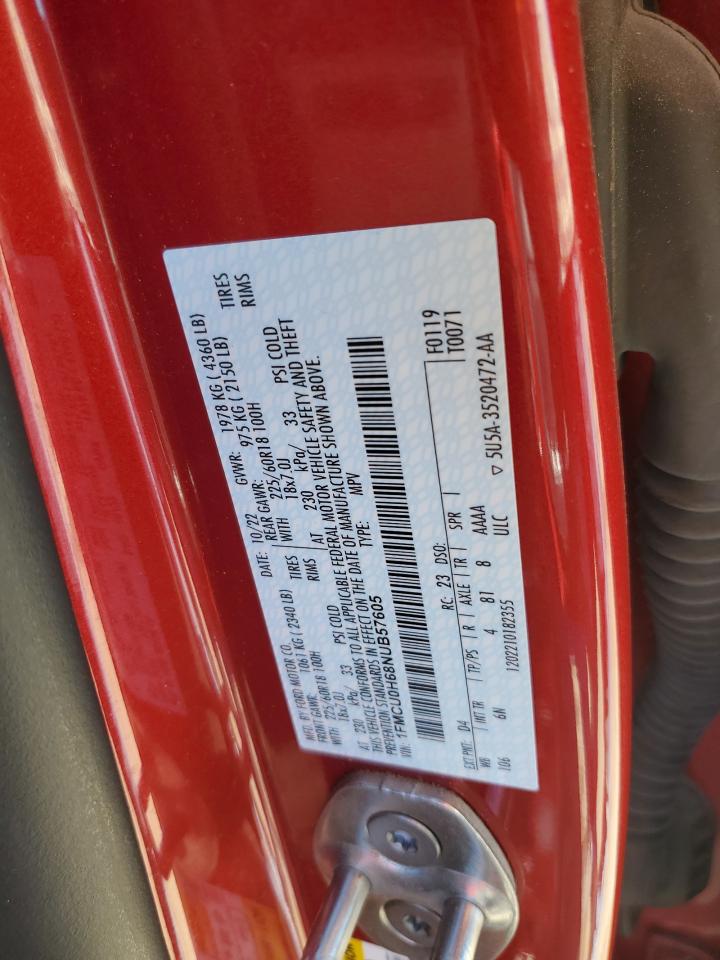 MFD. BY FORD MOTOR CO. DATE: 10/22 GVWR: 1978 KG ( 4360 LB)
FRONT GAWR: 1061 KG ( 2340 LB) REAR GAWR: 975 KG ( 2150 LB)
WITH 225/60R18 100H TIRES WITH 225/60R18 100H TIRES
18x7.0J RIMS 18x7.0J RIMS
AT 230 kPa/ 33 PSI COLD AT 230 kPa/ 33 PSI COLD
THIS VEHICLE CONFORMS TO ALL APPLICABLE FEDERAL MOTOR VEHICLE SAFETY AND THEFT
PREVENTION STANDARDS IN EFFECT ON THE DATE OF MANUFACTURE SHOWN ABOVE.
VIN: 1FMCU0H68NUB57605 TYPE: MPV
F0119
T0071
EXT PNT: D4 RC: 23 DSO:
WB INT TR TP/PS R AXLE TR SPR
106 6N 4 81 8 AAAA
1202210182355 ULC
▽ 5U5A-3520472-AA